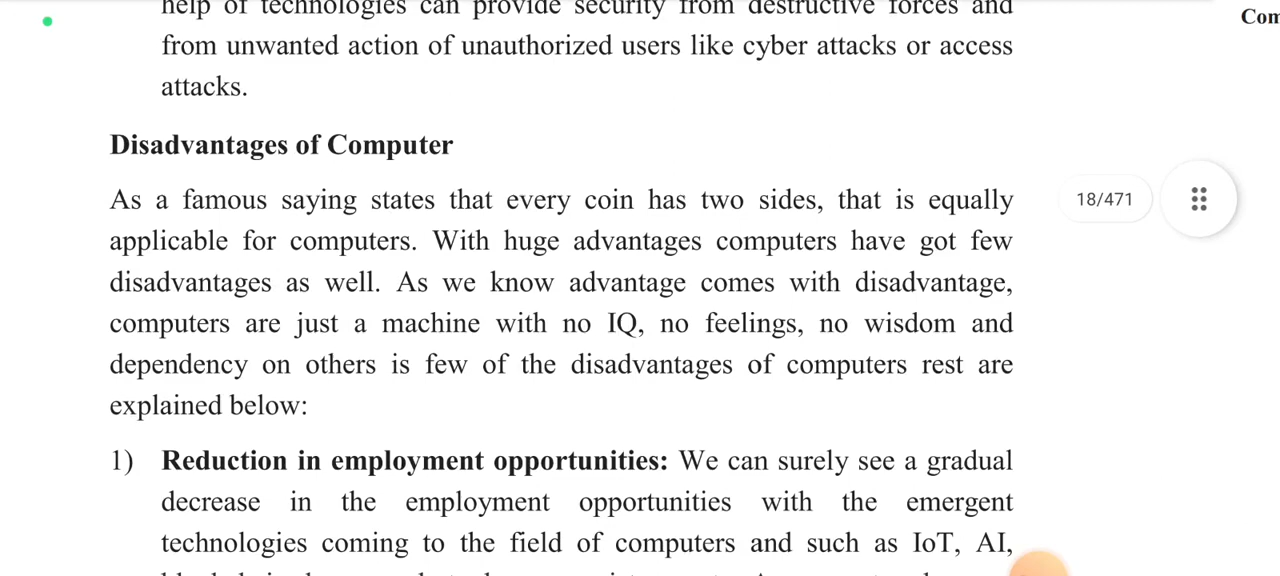 help of technologies can provide security from destructive forces and
from unwanted action of unauthorized users like cyber attacks or access
attacks.
Com
Disadvantages of Computer
As a famous saying states that every coin has two sides, that is equally
applicable for computers. With huge advantages computers have got few
disadvantages as well. As we know advantage comes with disadvantage,
computers are just a machine with no IQ, no feelings, no wisdom and
dependency on others is few of the disadvantages of computers rest are
explained below:
18/471
1) Reduction in employment opportunities: We can surely see a gradual
decrease in the employment opportunities with the emergent
technologies coming to the field of computers and such as IoT, AI,